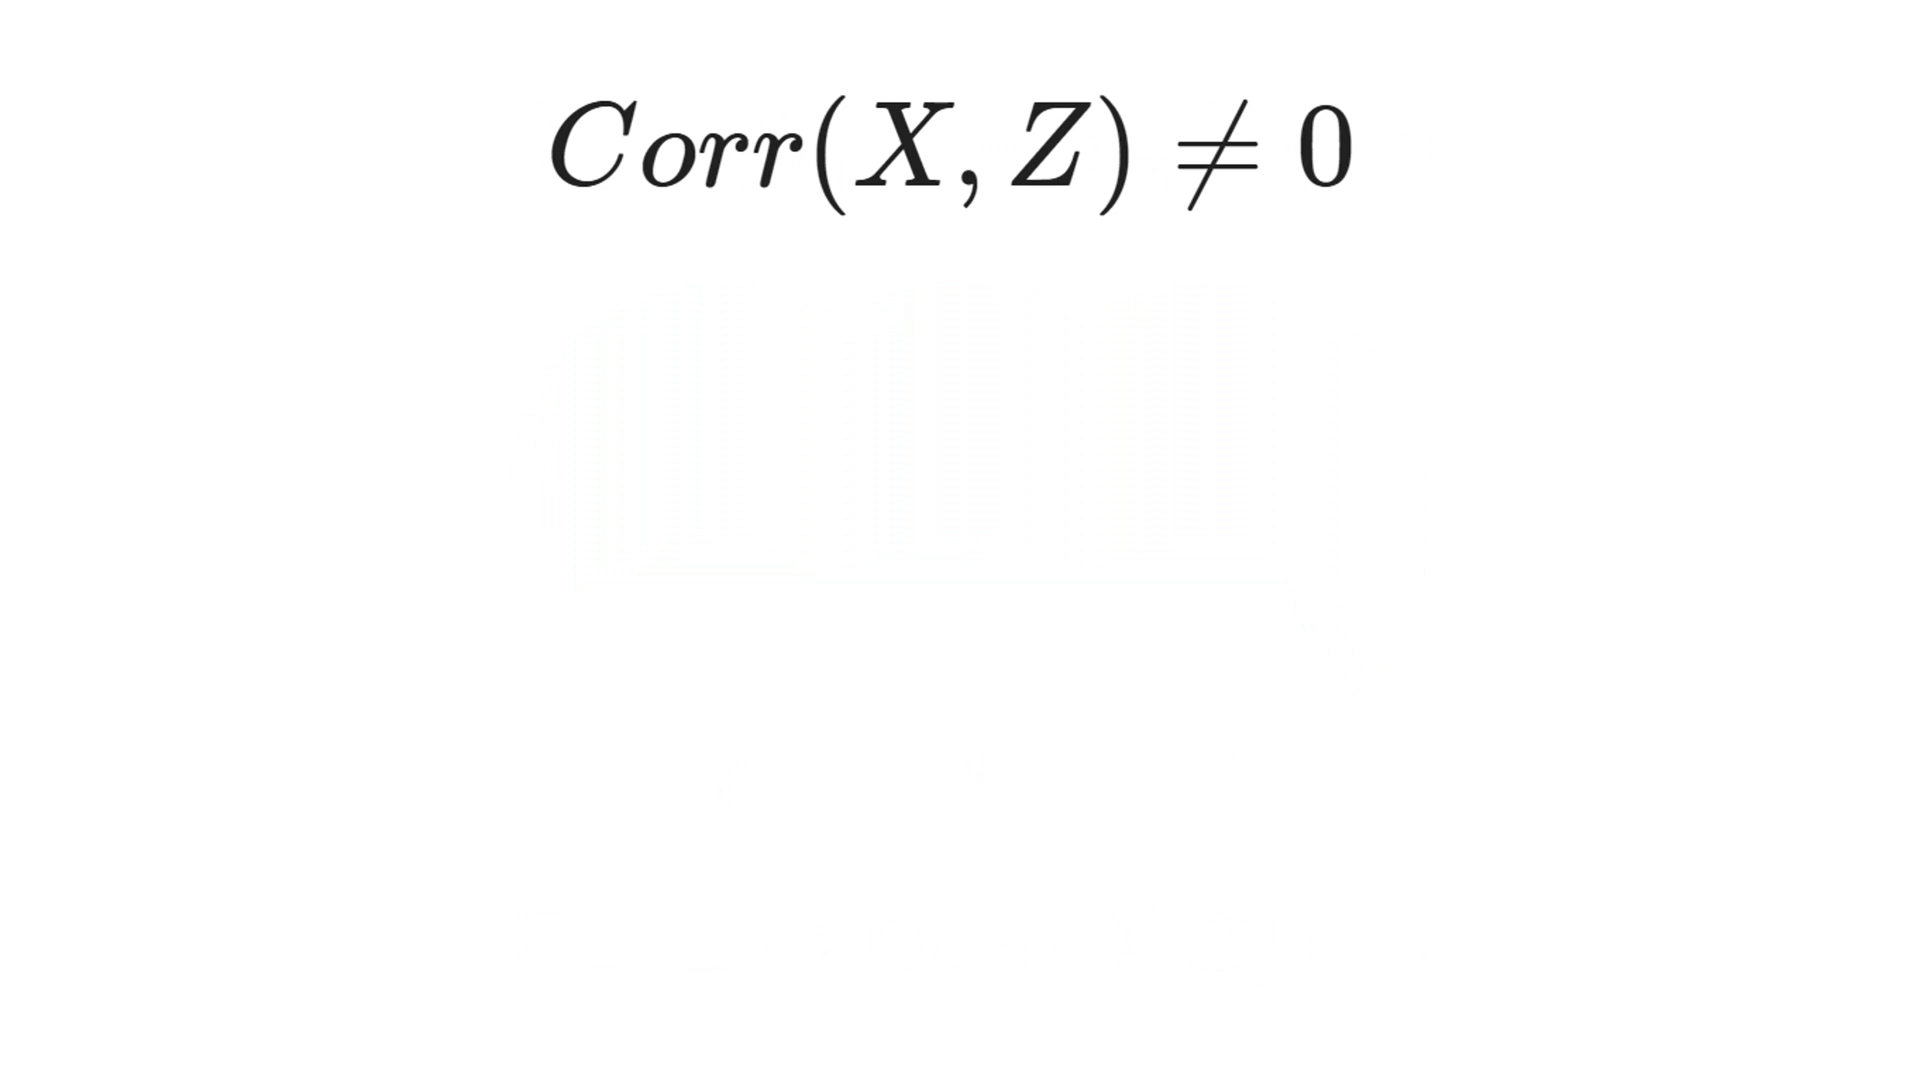 Corr(X, Z) ≠ 0